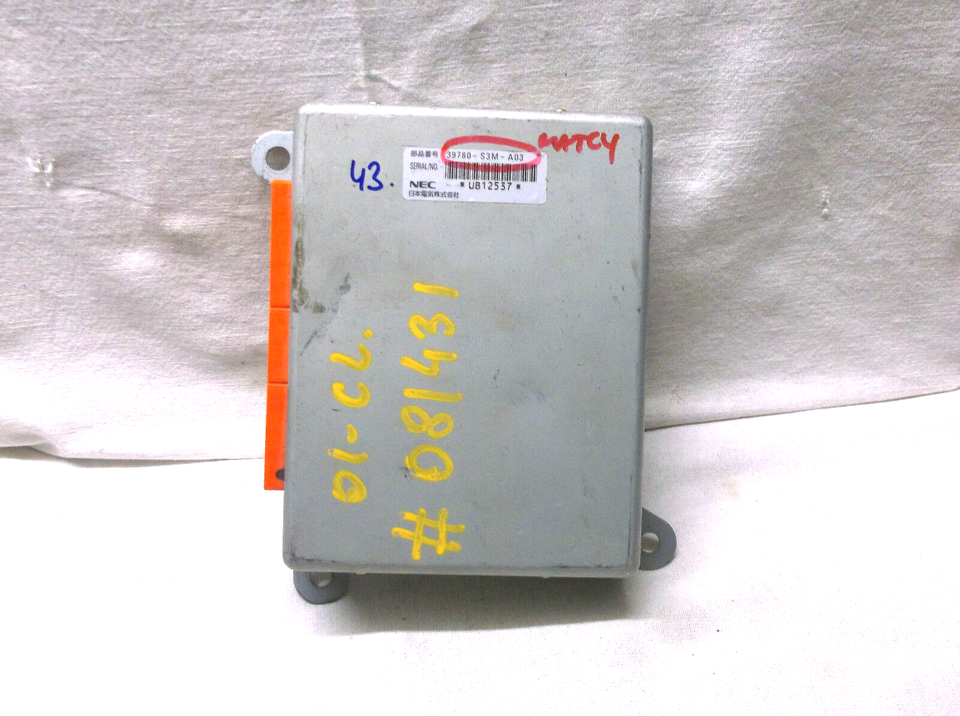 部品番号 39780-S3M-A03
SERIAL/NO.
NEC *UB12537*
日本電気株式会社
MATCY
43.
01-CL.
#081431